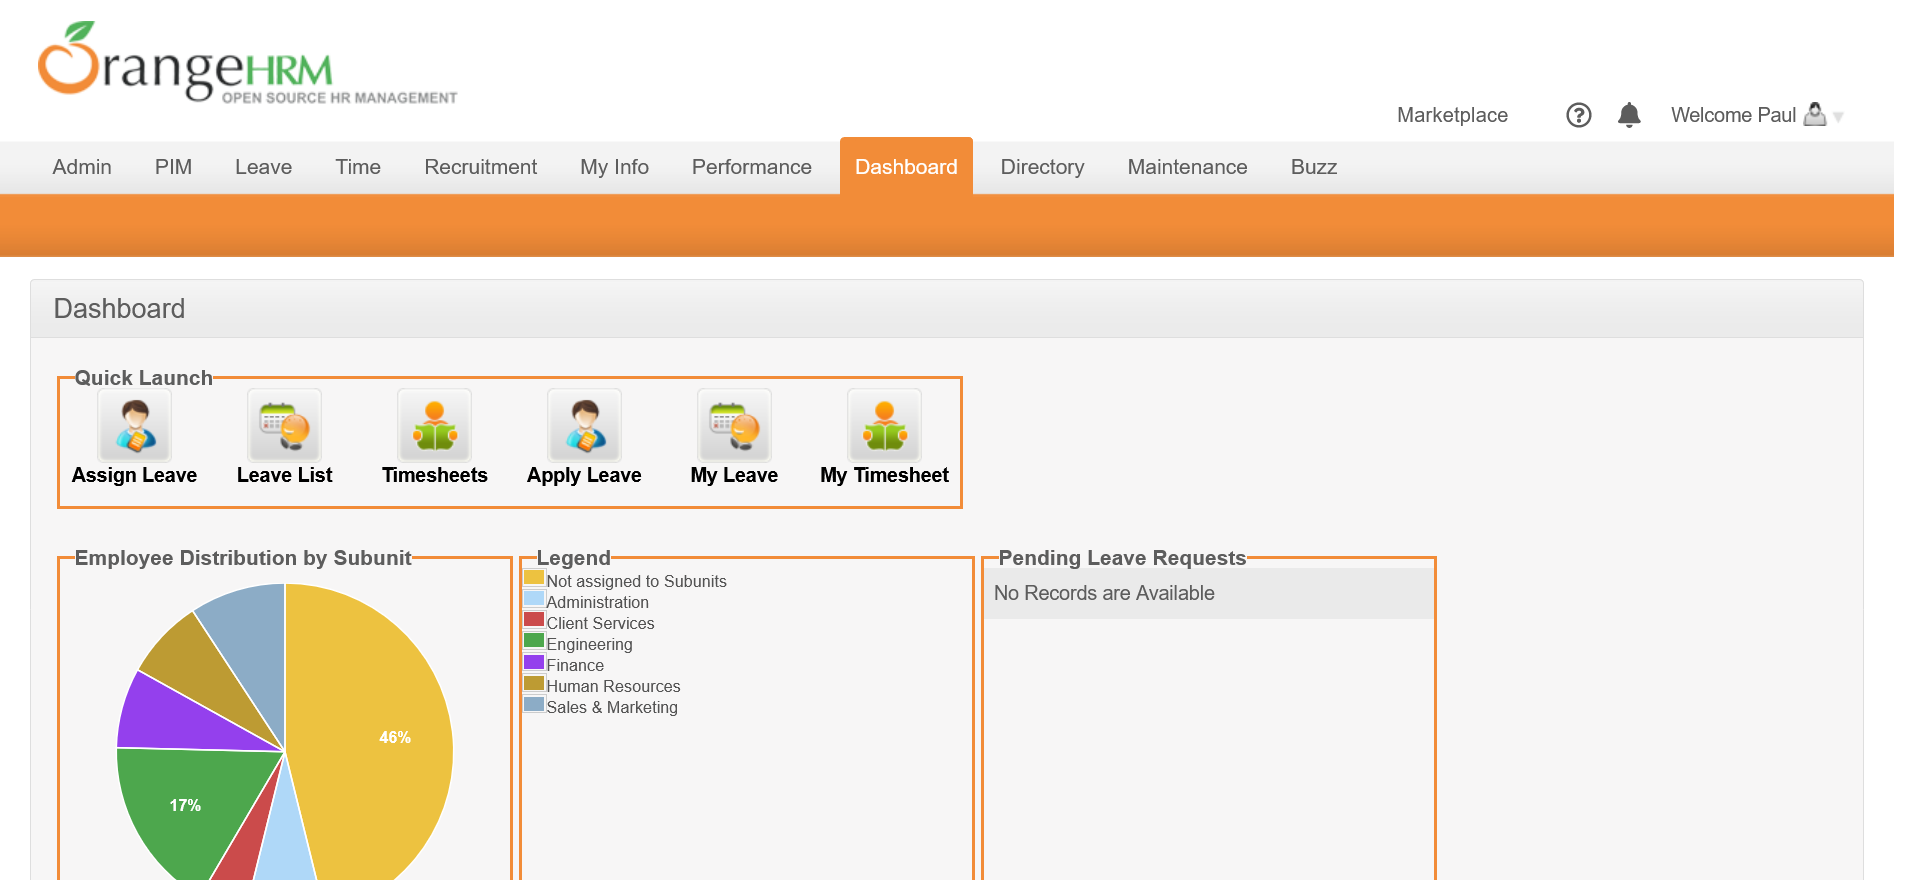 OrangeHRM
OPEN SOURCE HR MANAGEMENT
Marketplace ? Welcome Paul
Admin PIM Leave Time Recruitment My Info Performance Dashboard Directory Maintenance Buzz
Dashboard
Quick Launch
Assign Leave Leave List Timesheets Apply Leave My Leave My Timesheet
Employee Distribution by Subunit
46%
17%
Legend
Not assigned to Subunits
Administration
Client Services
Engineering
Finance
Human Resources
Sales & Marketing
Pending Leave Requests
No Records are Available